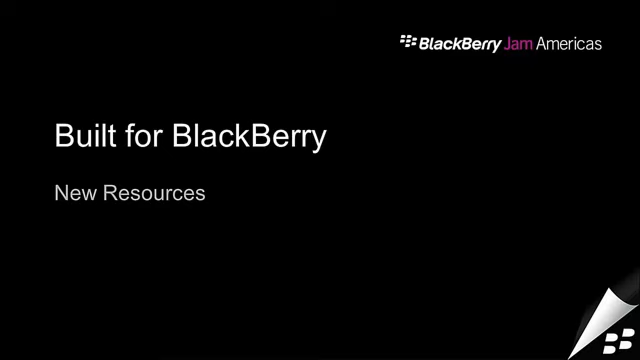 BlackBerry Jam Americas
Built for BlackBerry
New Resources